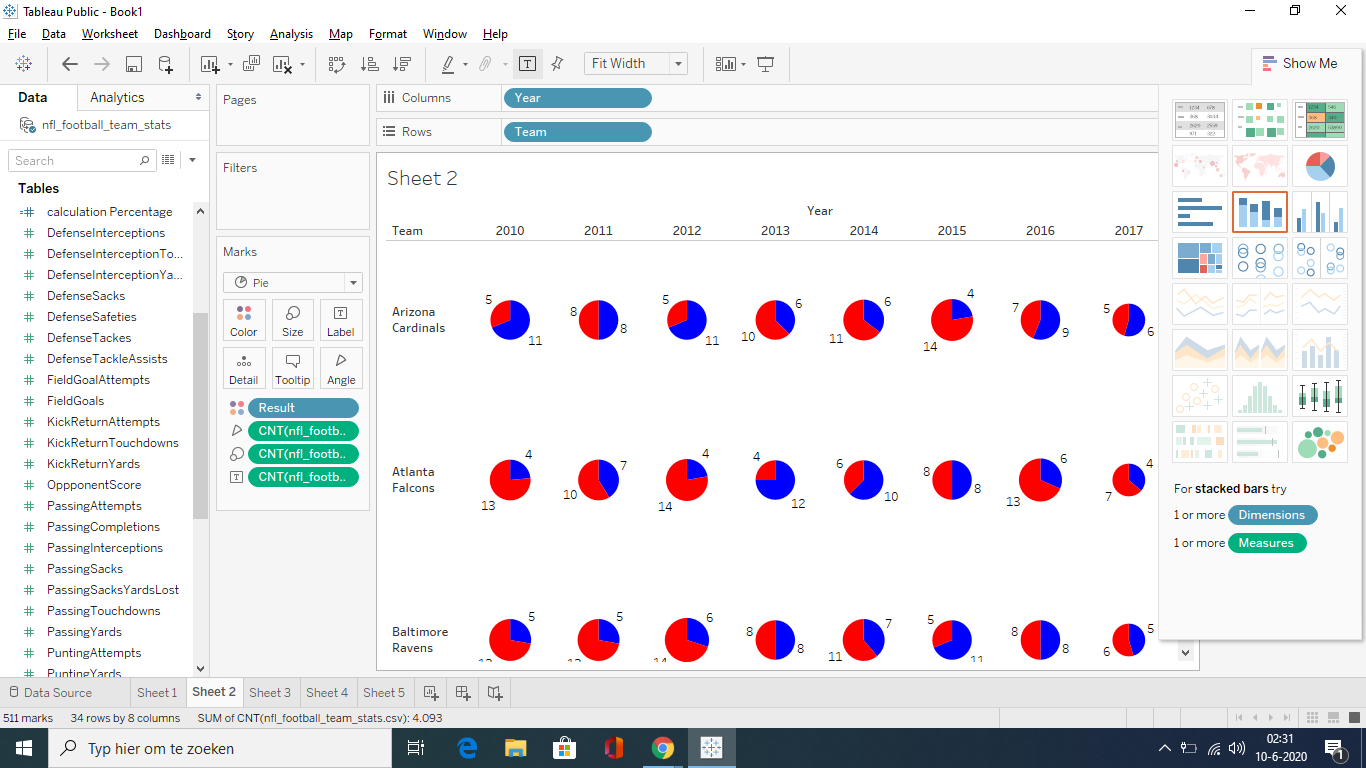 Tableau Public - Book1
File Data Worksheet Dashboard Story Analysis Map Format Window Help
Fit Width
Show Me
Data Analytics
nfl_football_team_stats
Search
Tables
calculation Percentage
DefenseInterceptions
DefenseInterceptionTo...
DefenseInterceptionYa...
DefenseSacks
DefenseSafeties
DefenseTackes
DefenseTackleAssists
FieldGoalAttempts
FieldGoals
KickReturnAttempts
KickReturnTouchdowns
KickReturnYards
OppponentScore
PassingAttempts
PassingCompletions
PassingInterceptions
PassingSacks
PassingSacksYardsLost
PassingTouchdowns
PassingYards
PuntingAttempts
PuntingYards
Pages
Filters
Marks
Pie
Color Size Label
Detail Tooltip Angle
Result
CNT(nfl_footb..
CNT(nfl_footb..
CNT(nfl_footb..
Columns Year
Rows Team
Sheet 2
Year
Team 2010 2011 2012 2013 2014 2015 2016 2017
Arizona
Cardinals
5 11 8 8 5 11 6 10 6 11 4 14 7 9 5 6
Atlanta
Falcons
4 13 7 10 4 14 4 12 6 10 8 8 6 13 4 7
Baltimore
Ravens
5 12 5 12 6 14 8 8 7 11 5 11 8 8 5 6
For stacked bars try
1 or more Dimensions
1 or more Measures
Data Source Sheet 1 Sheet 2 Sheet 3 Sheet 4 Sheet 5
511 marks 34 rows by 8 columns SUM of CNT(nfl_football_team_stats.csv): 4.093
Typ hier om te zoeken
02:31
10-6-2020
1